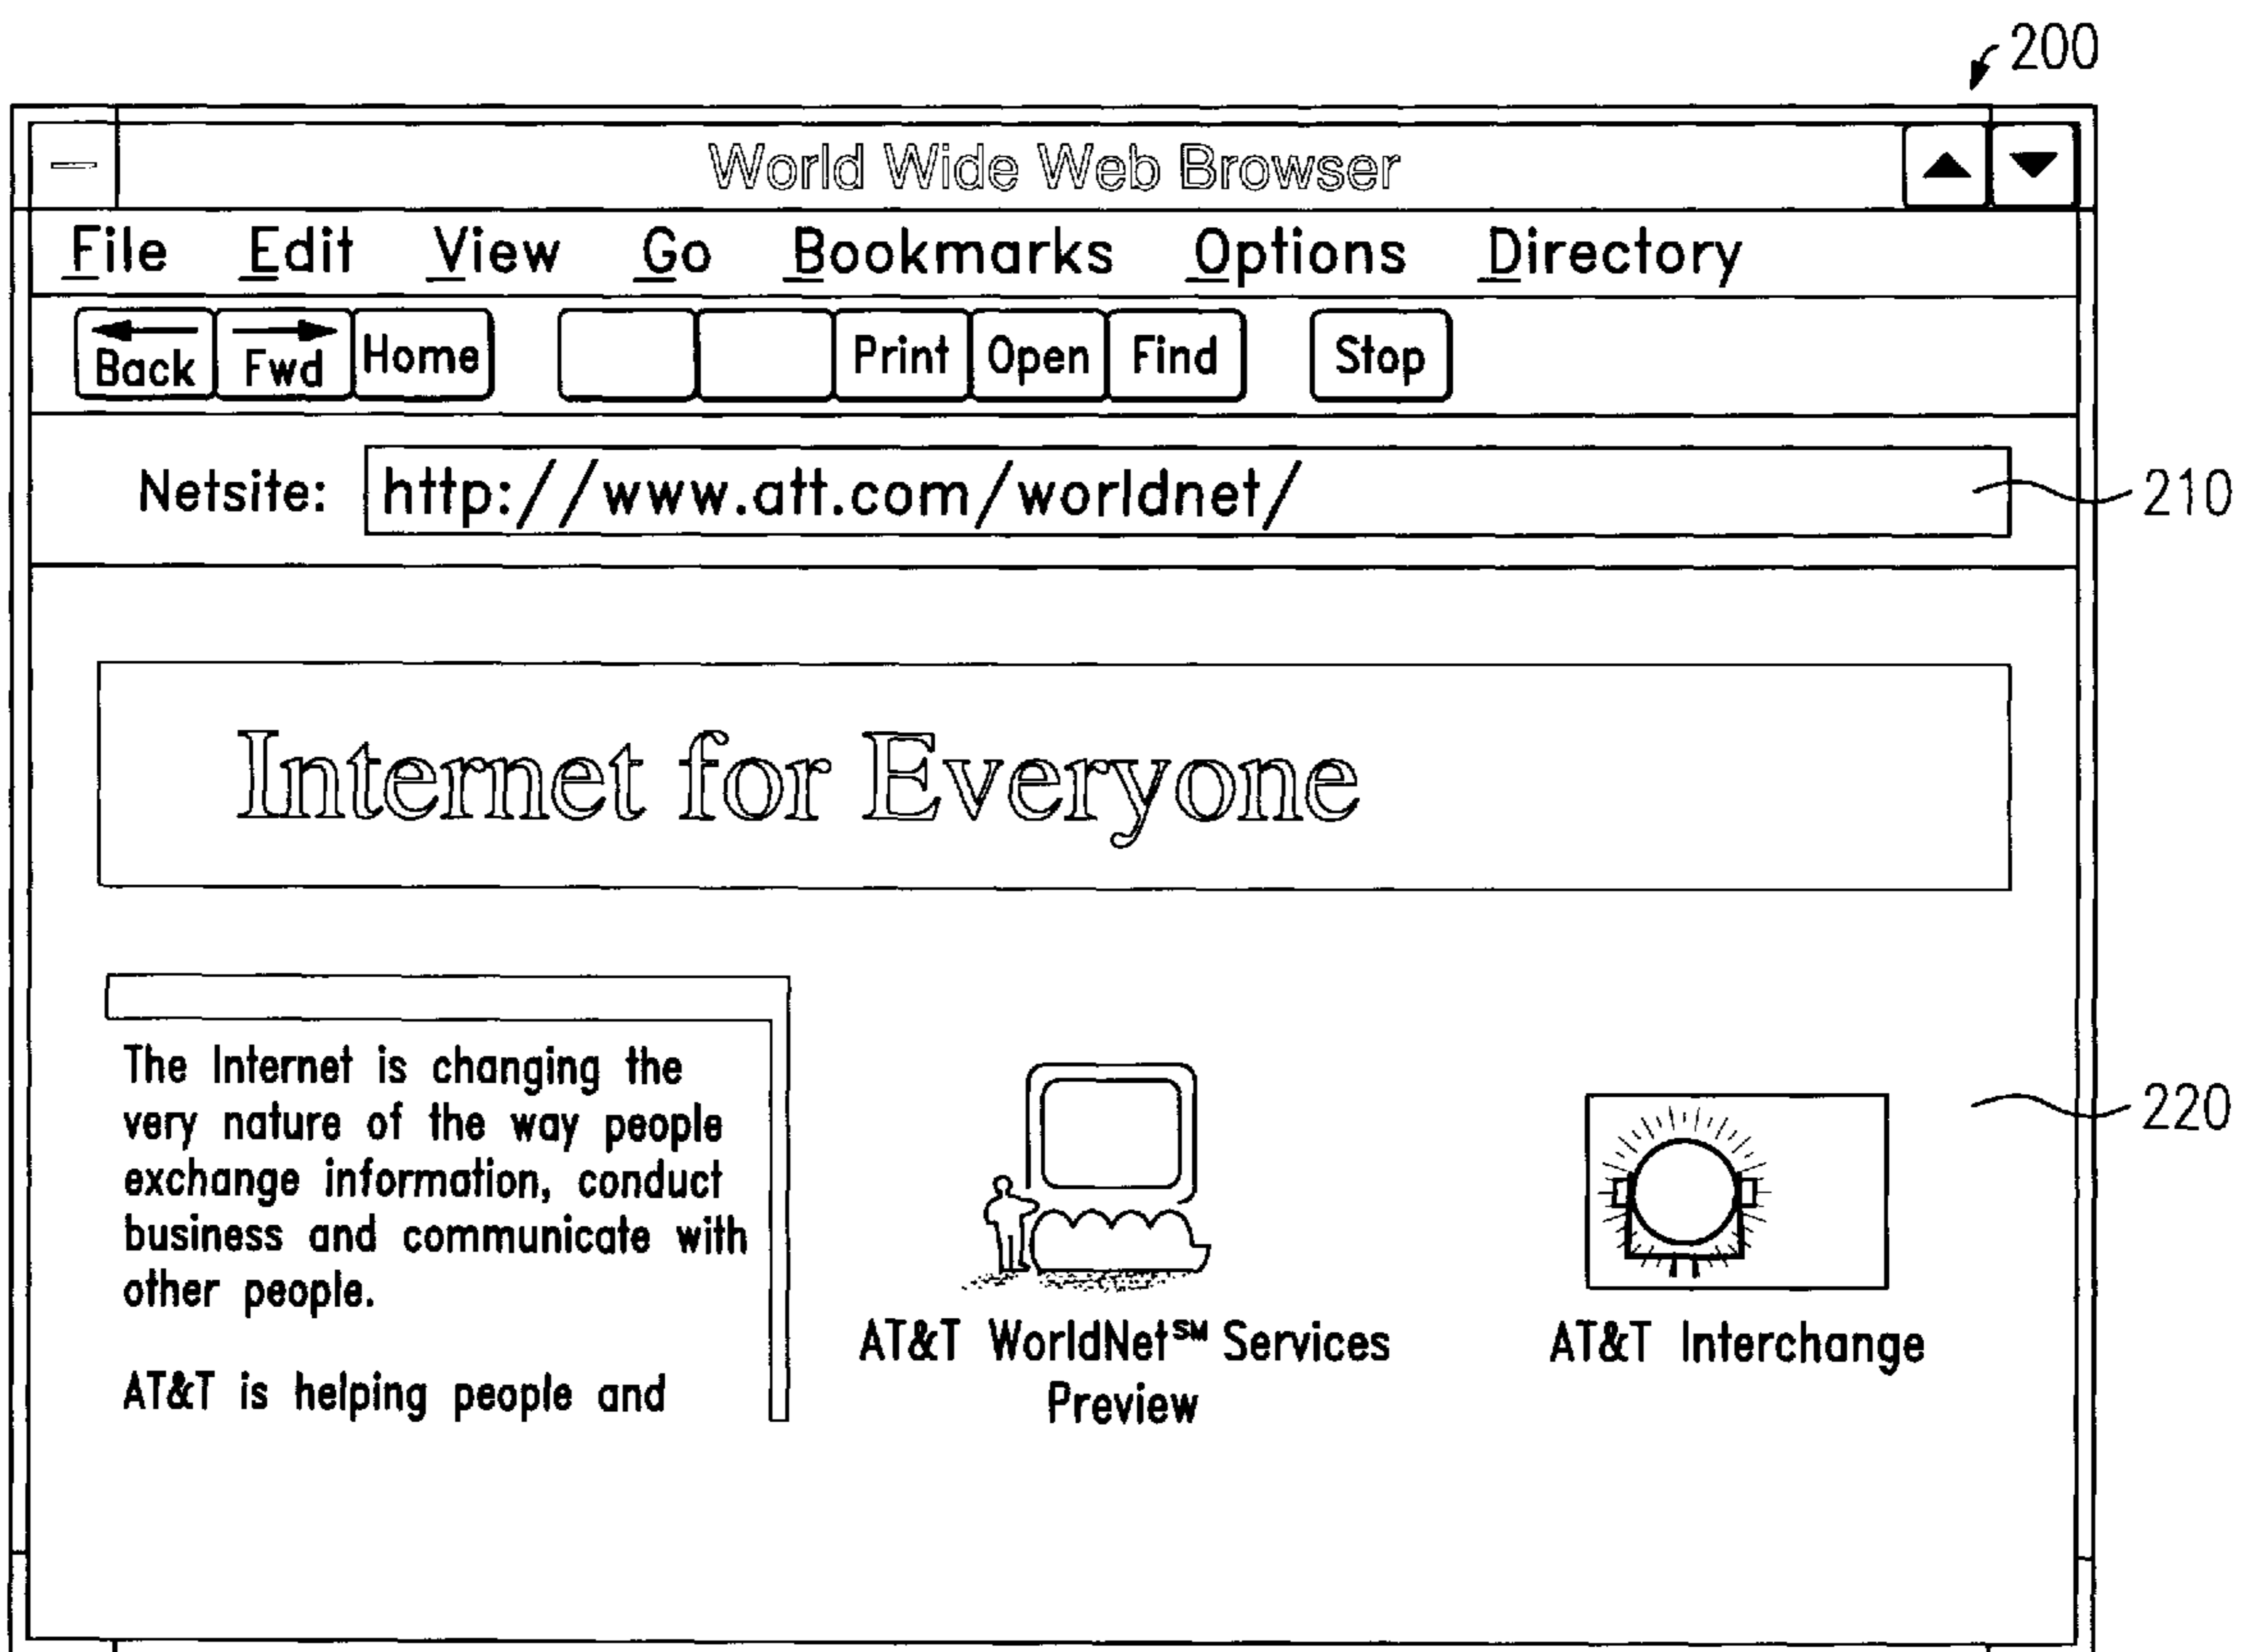 200
World Wide Web Browser
File Edit View Go Bookmarks Options Directory
Back Fwd Home Print Open Find Stop
Netsite: http://www.att.com/worldnet/
210
Internet for Everyone
The Internet is changing the
very nature of the way people
exchange information, conduct
business and communicate with
other people.
AT&T is helping people and
AT&T WorldNet℠ Services
Preview
AT&T Interchange
220